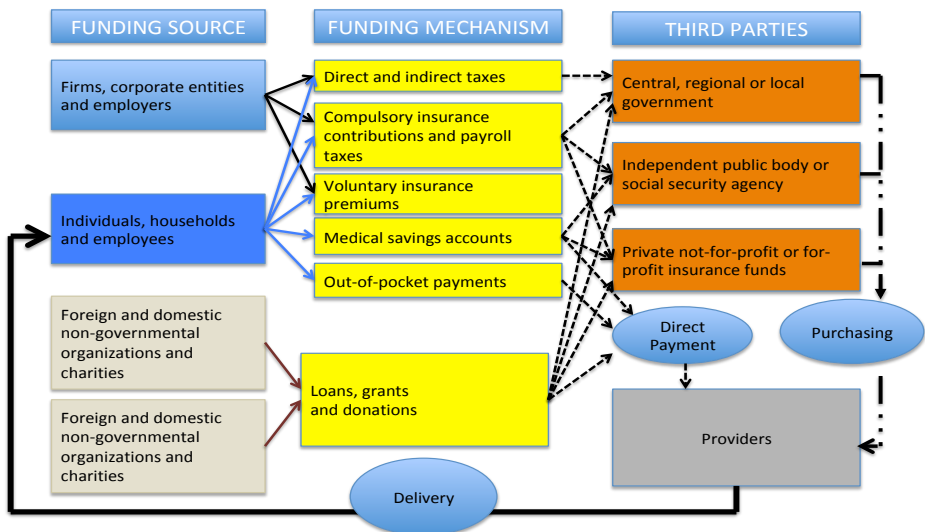 FUNDING SOURCE
FUNDING MECHANISM
THIRD PARTIES
Firms, corporate entities
and employers
Individuals, households
and employees
Foreign and domestic
non-governmental
organizations and
charities
Foreign and domestic
non-governmental
organizations and
charities
Direct and indirect taxes
Compulsory insurance
contributions and payroll
taxes
Voluntary insurance
premiums
Medical savings accounts
Out-of-pocket payments
Loans, grants
and donations
Central, regional or local
government
Independent public body or
social security agency
Private not-for-profit or for-
profit insurance funds
Direct
Payment
Purchasing
Providers
Delivery